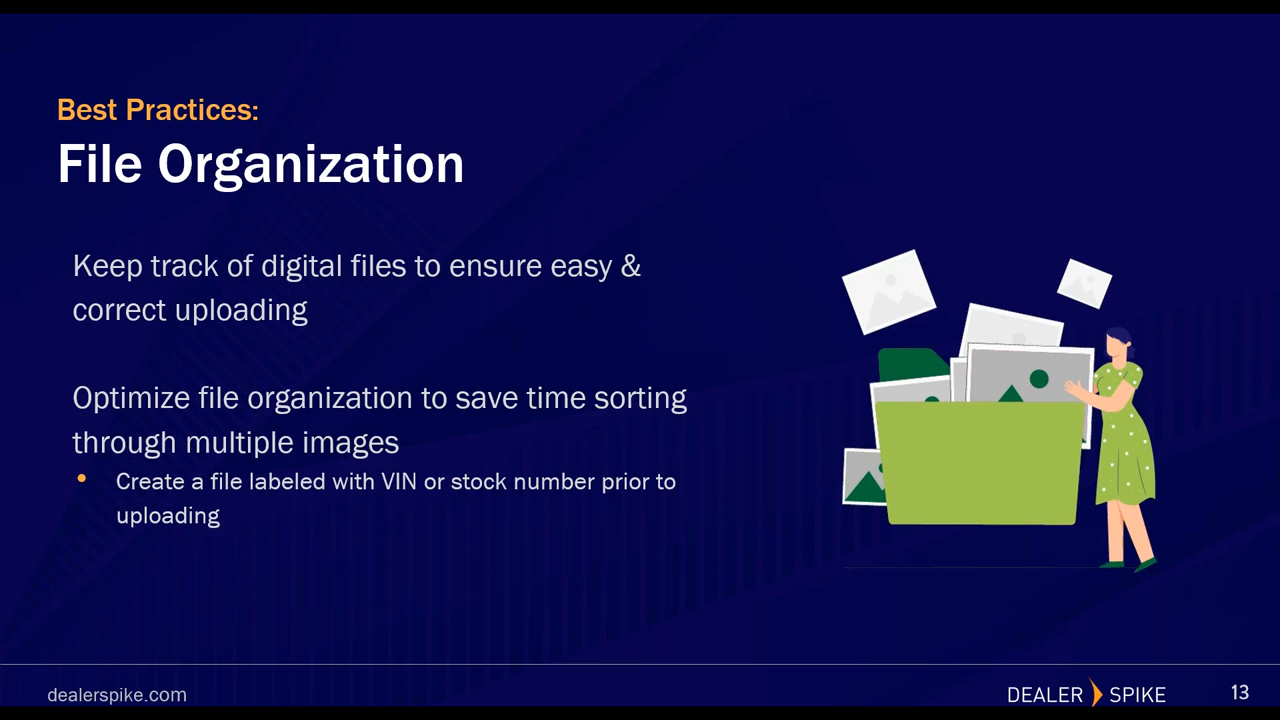 Best Practices:
File Organization
Keep track of digital files to ensure easy &
correct uploading
Optimize file organization to save time sorting
through multiple images
• Create a file labeled with VIN or stock number prior to
uploading
dealerspike.com
DEALER SPIKE
13